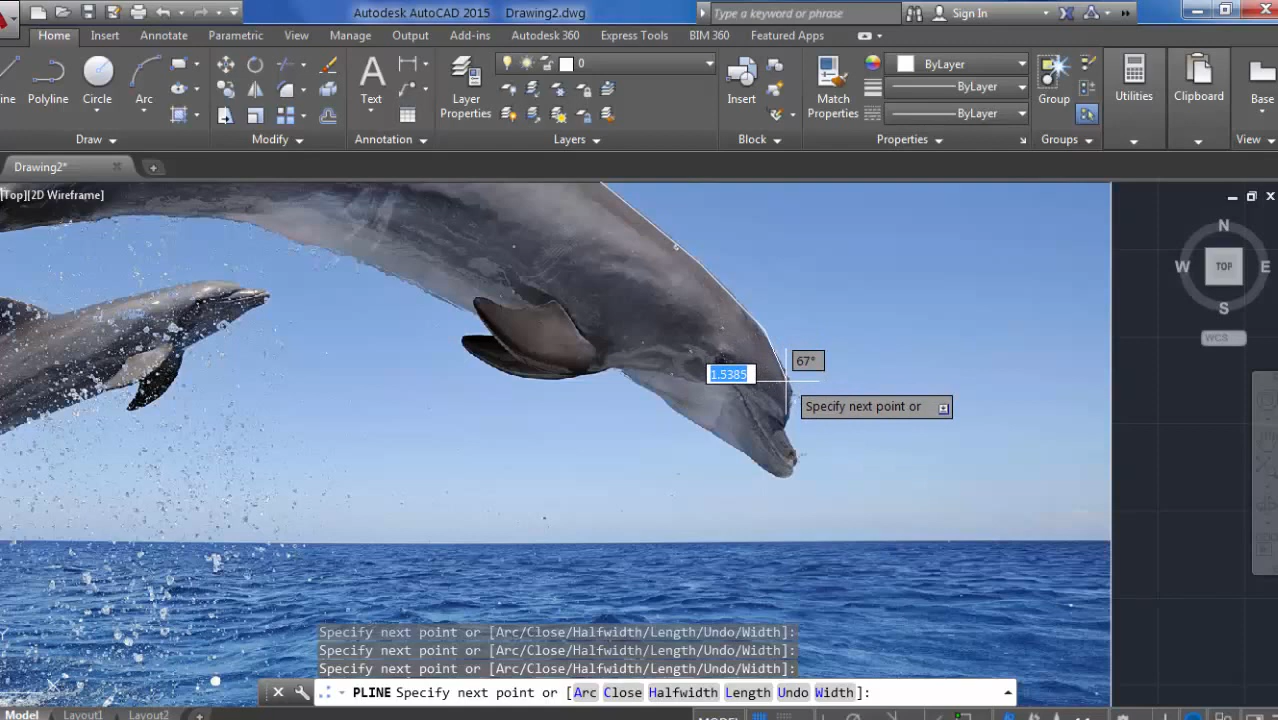 Autodesk AutoCAD 2015 Drawing2.dwg
Type a keyword or phrase
Sign In
Home Insert Annotate Parametric View Manage Output Add-ins Autodesk 360 Express Tools BIM 360 Featured Apps
0
ByLayer
ByLayer
ByLayer
ine Polyline Circle Arc
Text
Layer
Properties
Insert
Match
Properties
Group
Utilities
Clipboard
Base
Draw Modify Annotation Layers Block Properties Groups View
Drawing2*
[Top][2D Wireframe]
N
W TOP E
S
WCS
67°
1.5385
Specify next point or
Y
Specify next point or [Arc/Close/Halfwidth/Length/Undo/Width]:
Specify next point or [Arc/Close/Halfwidth/Length/Undo/Width]:
Specify next point or [Arc/Close/Halfwidth/Length/Undo/Width]:
PLINE Specify next point or [Arc Close Halfwidth Length Undo Width]:
Model Layout1 Layout2 +
MODEL